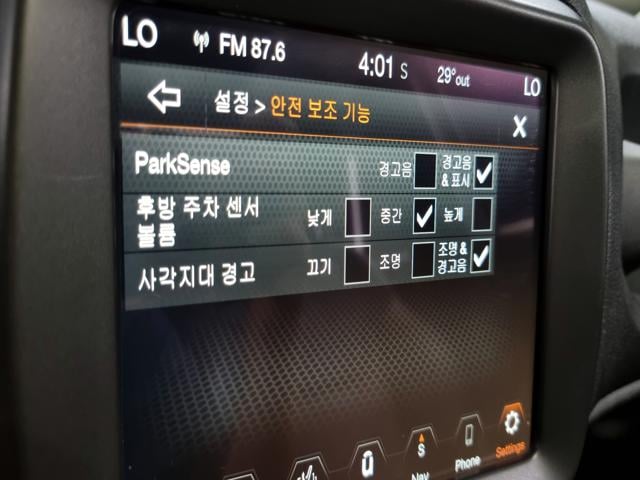 LO FM 87.6 4:01 S 29°out LO
설정 > 안전 보조 기능 X
ParkSense 경고음 경고음
& 표시
후방 주차 센서
볼륨 낮게 중간 높게
사각지대 경고 끄기 조명 조명 &
경고음
S
Nav Phone Settings